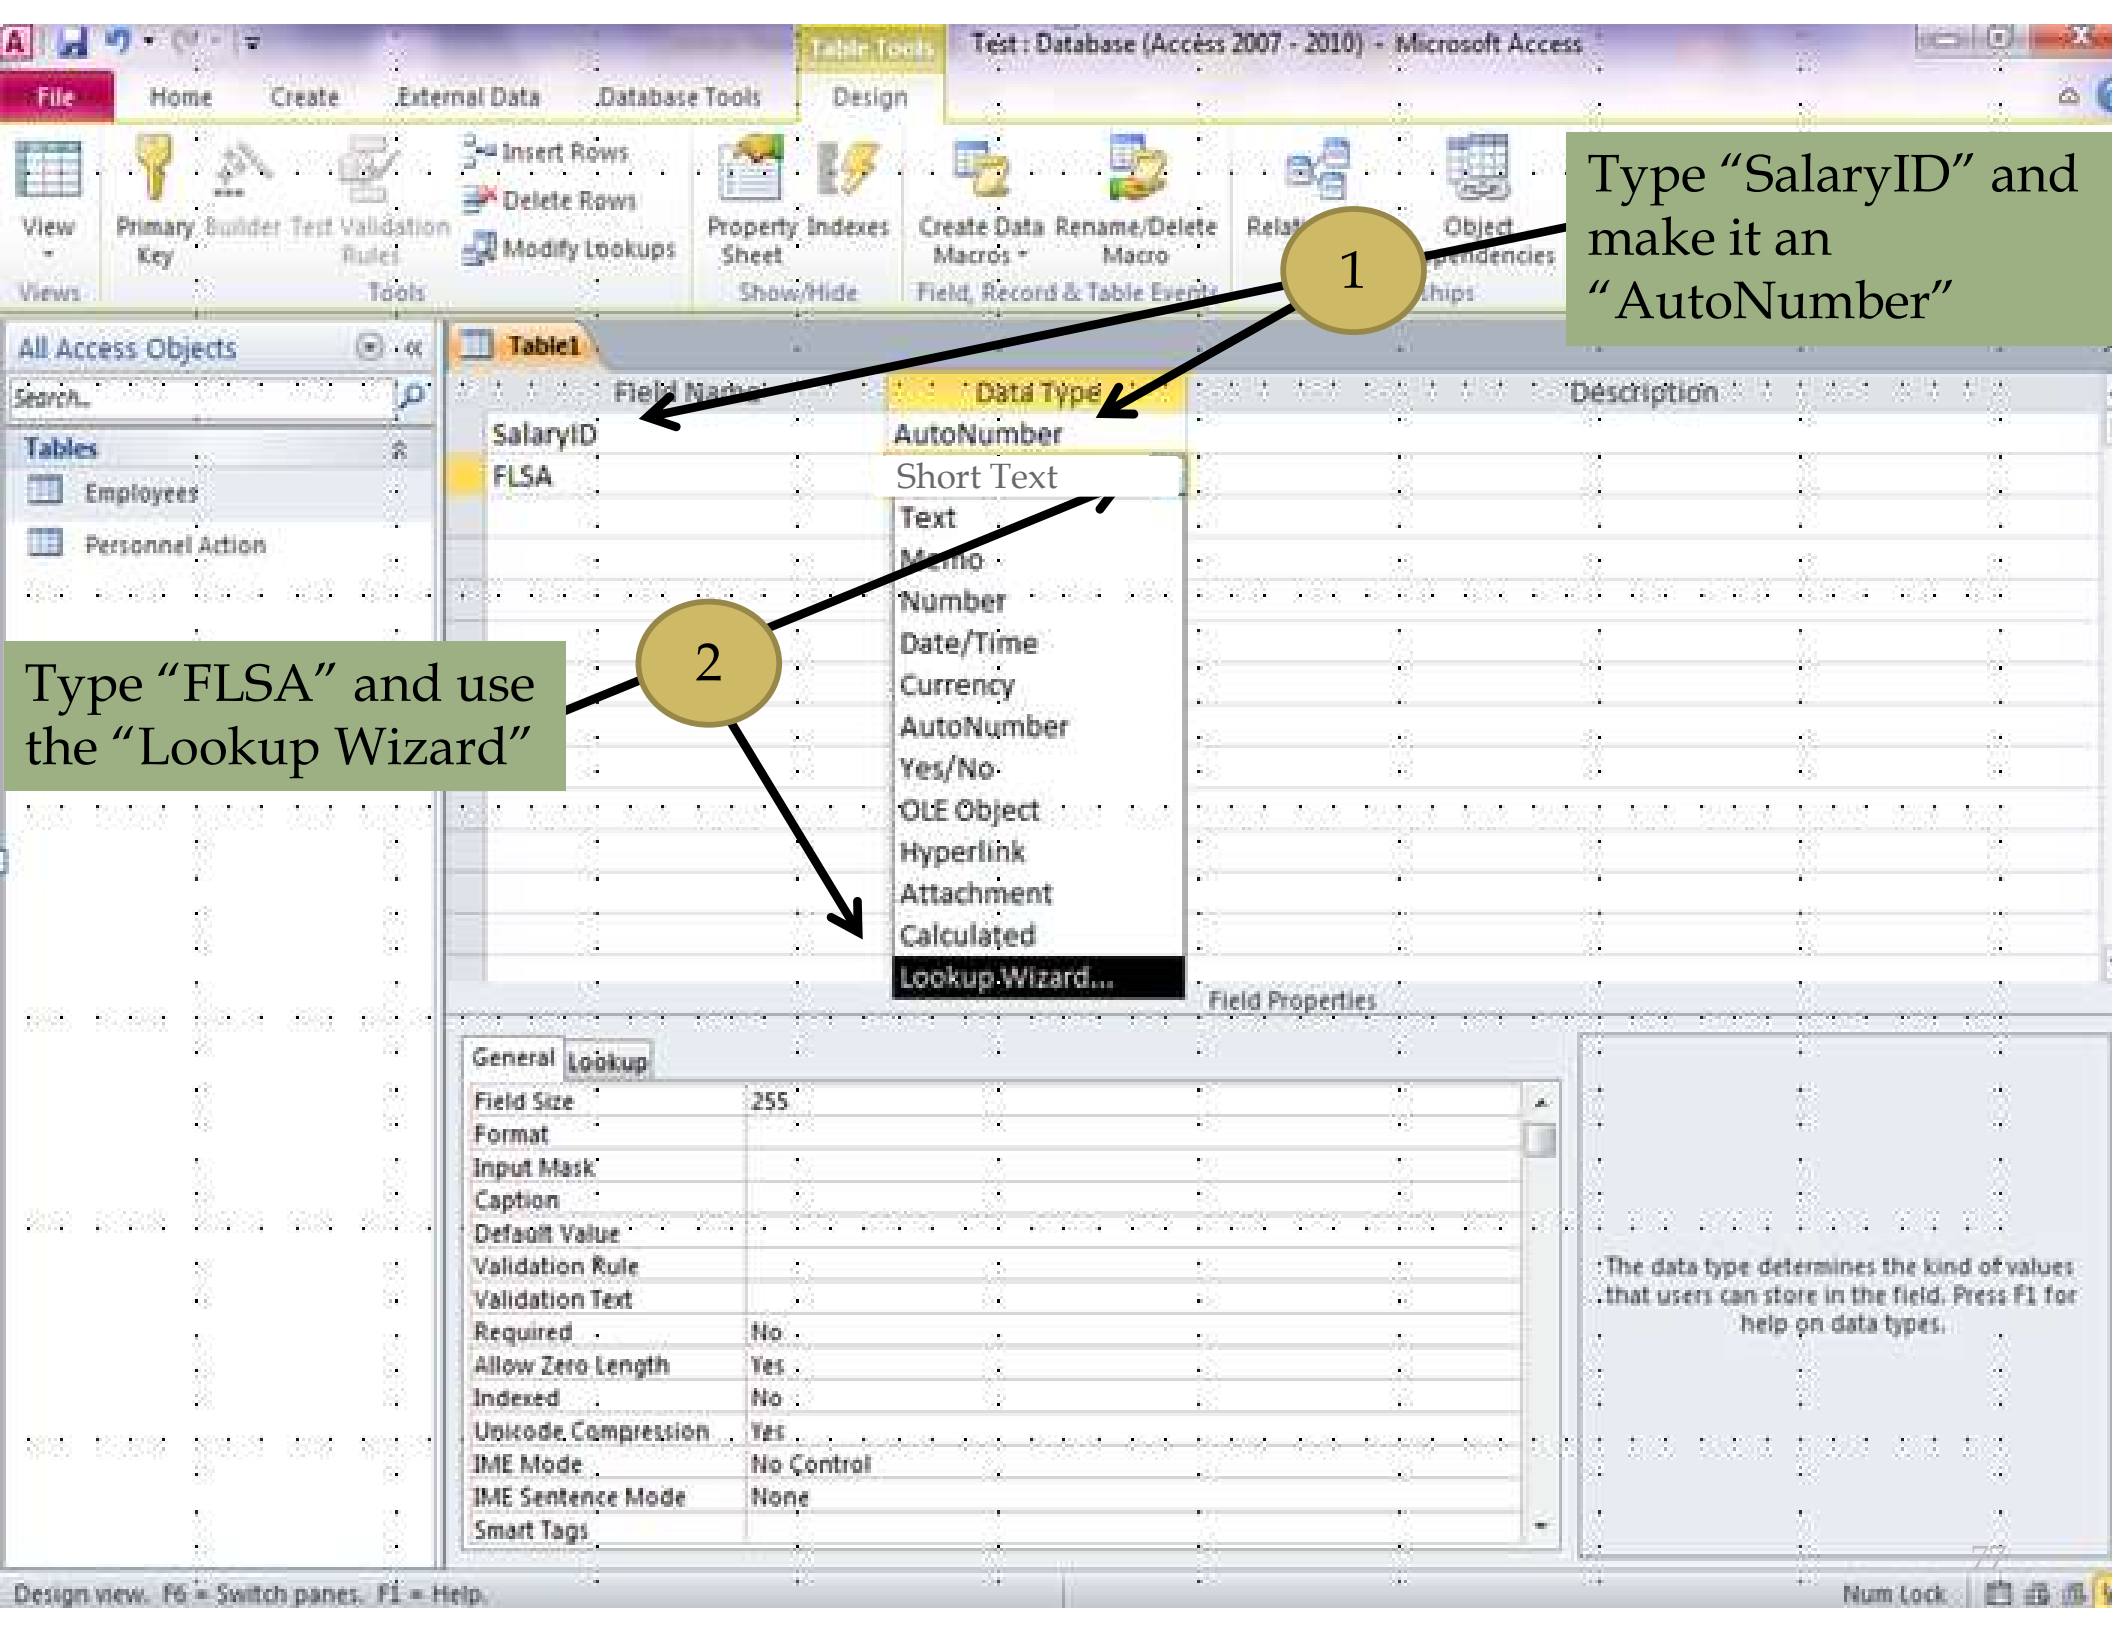 Table Tools
Test : Database (Access 2007 - 2010) - Microsoft Access
File Home Create External Data Database Tools Design
Insert Rows
Delete Rows
Modify Lookups
View
Primary Key
Builder
Test Validation Rules
Property Sheet
Indexes
Create Data Macros
Rename/Delete Macro
Object
Views
Tools
Show/Hide
Field, Record & Table Events
Type “SalaryID” and
make it an
“AutoNumber”
1
All Access Objects
Search..
Tables
Employees
Personnel Action
Table1
Field Name Data Type Description
SalaryID AutoNumber
FLSA Short Text
Text
Memo
Number
Date/Time
Currency
AutoNumber
Yes/No
OLE Object
Hyperlink
Attachment
Calculated
Lookup Wizard...
2
Type “FLSA” and use
the “Lookup Wizard”
Field Properties
General Lookup
Field Size 255
Format
Input Mask
Caption
Default Value
Validation Rule
Validation Text
Required No
Allow Zero Length Yes
Indexed No
Unicode Compression Yes
IME Mode No Control
IME Sentence Mode None
Smart Tags
The data type determines the kind of values
that users can store in the field. Press F1 for
help on data types.
77
Design view. F6 = Switch panes. F1 = Help.
Num Lock